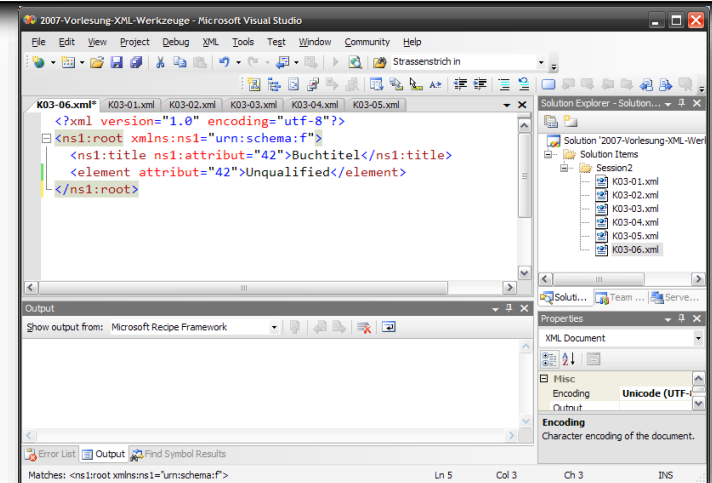 2007-Vorlesung-XML-Werkzeuge - Microsoft Visual Studio
File Edit View Project Debug XML Tools Test Window Community Help
Strassenstrich in
K03-06.xml* K03-01.xml K03-02.xml K03-03.xml K03-04.xml K03-05.xml
<?xml version="1.0" encoding="utf-8"?>
<ns1:root xmlns:ns1="urn:schema:f">
<ns1:title ns1:attribut="42">Buchtitel</ns1:title>
<element attribut="42">Unqualified</element>
</ns1:root>
Solution Explorer - Solution...
Solution '2007-Vorlesung-XML-Werl
Solution Items
Session2
K03-01.xml
K03-02.xml
K03-03.xml
K03-04.xml
K03-05.xml
K03-06.xml
Soluti... Team ... Serve...
Output
Show output from: Microsoft Recipe Framework
Error List Output Find Symbol Results
Properties
XML Document
Misc
Encoding Unicode (UTF-8
Output
Encoding
Character encoding of the document.
Matches: <ns1:root xmlns:ns1="urn:schema:f"> Ln 5 Col 3 Ch 3 INS